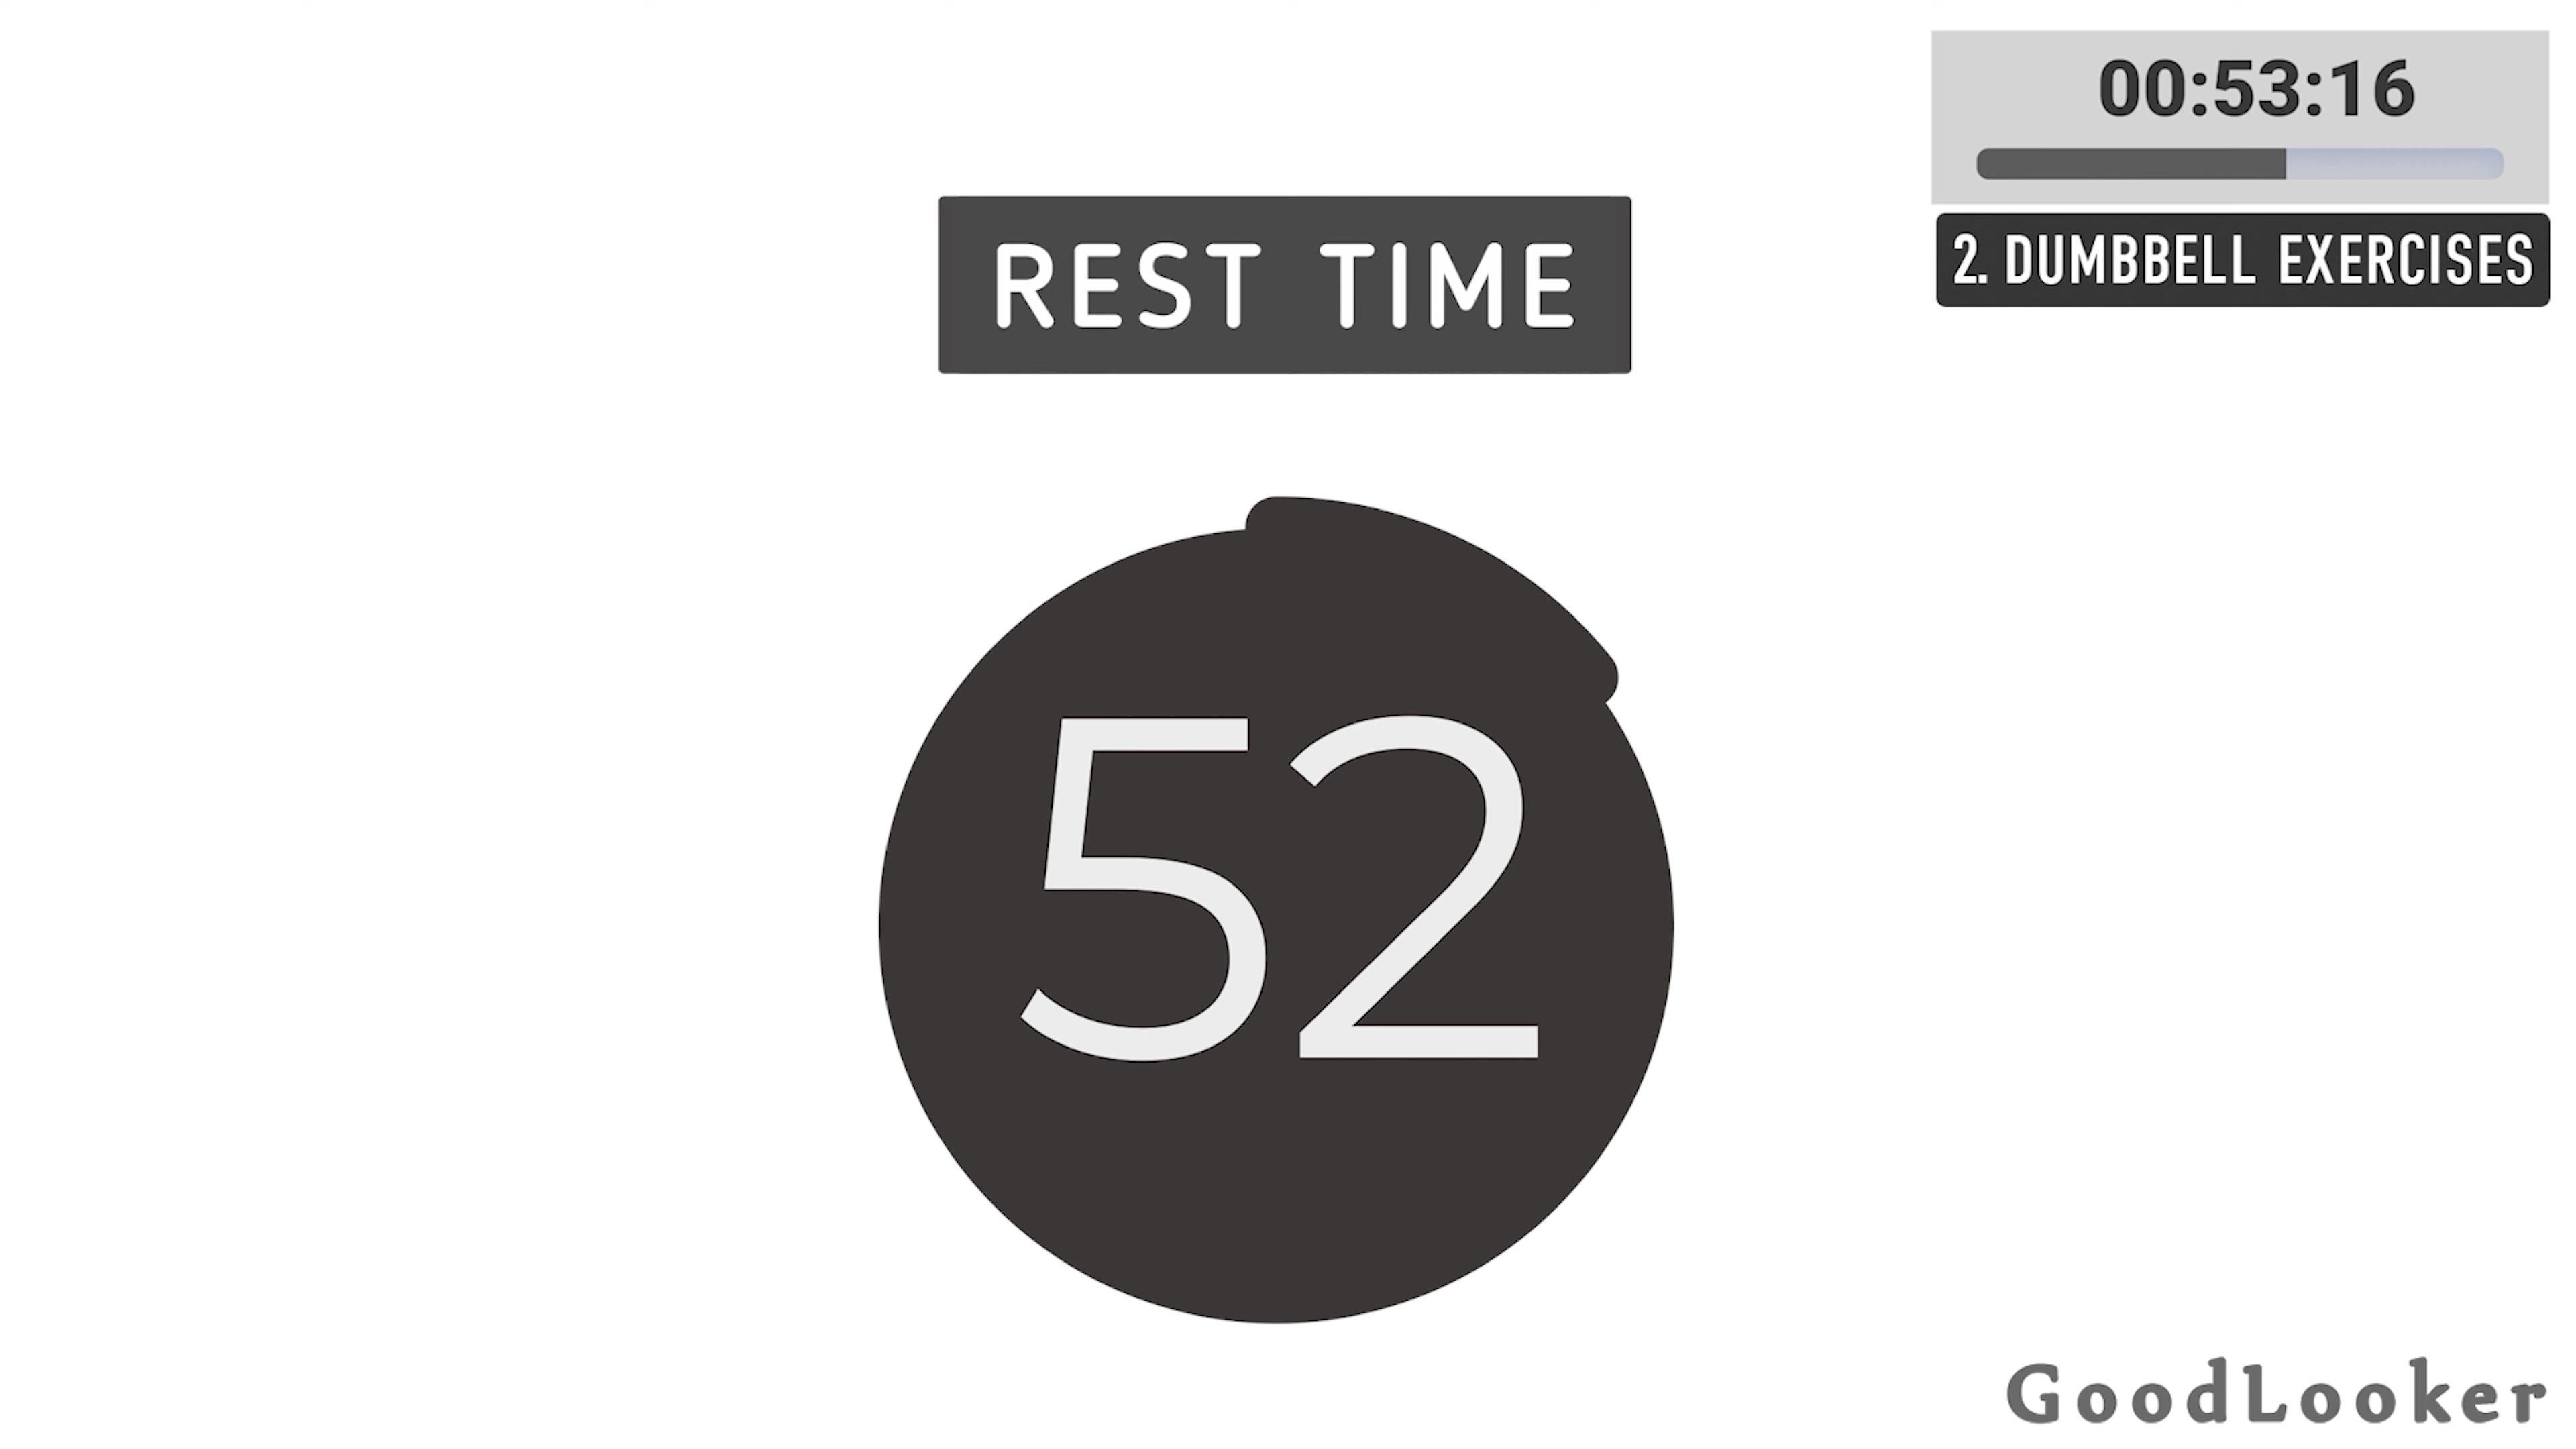 00:53:16
REST TIME
2. DUMBBELL EXERCISES
52
GoodLooker